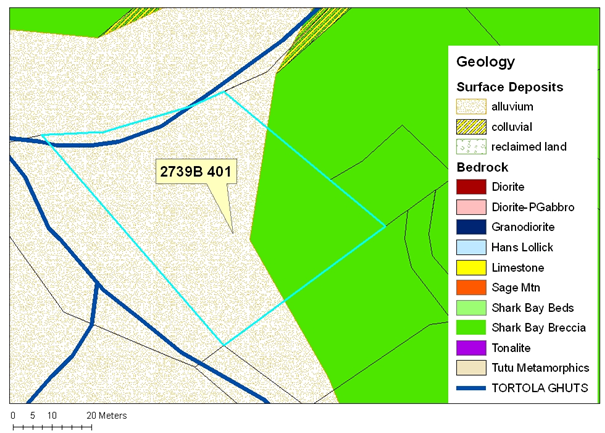 Geology
Surface Deposits
alluvium
colluvial
reclaimed land
Bedrock
Diorite
Diorite-PGabbro
Granodiorite
Hans Lollick
Limestone
Sage Mtn
Shark Bay Beds
Shark Bay Breccia
Tonalite
Tutu Metamorphics
TORTOLA GHUTS
2739B 401
0 5 10 20 Meters